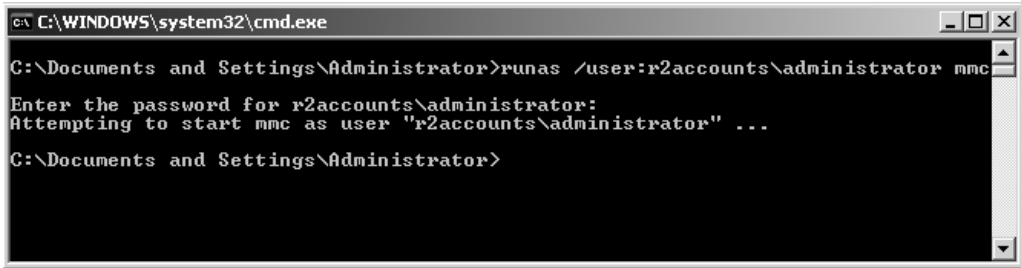 C:\WINDOWS\system32\cmd.exe
C:\Documents and Settings\Administrator>runas /user:r2accounts\administrator mmc
Enter the password for r2accounts\administrator:
Attempting to start mmc as user "r2accounts\administrator" ...
C:\Documents and Settings\Administrator>